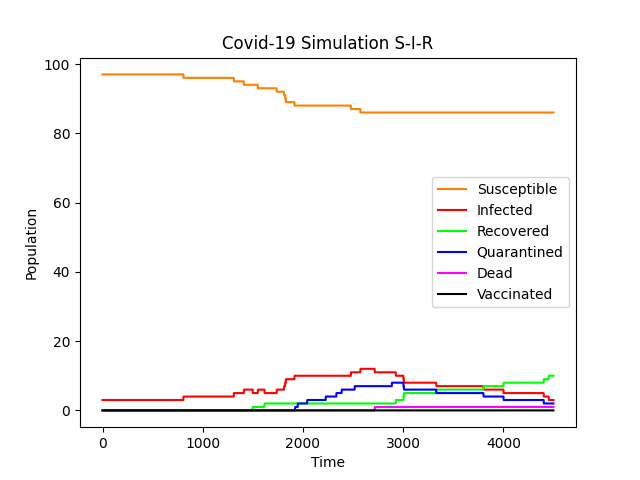 Covid-19 Simulation S-I-R
100
80
60
40
20
0
Population
Susceptible
Infected
Recovered
Quarantined
Dead
Vaccinated
0 1000 2000 3000 4000
Time